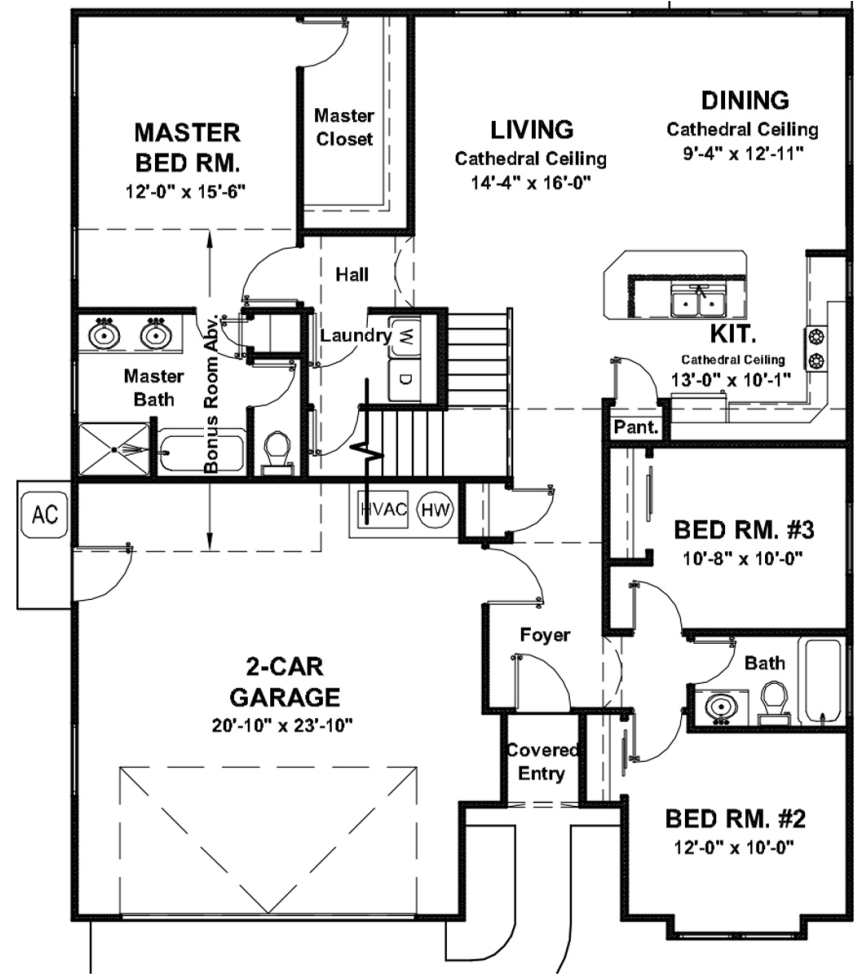 MASTER
BED RM.
12'-0" x 15'-6"
Master
Closet
LIVING
Cathedral Ceiling
14'-4" x 16'-0"
DINING
Cathedral Ceiling
9'-4" x 12'-11"
Hall
Laundry
W
D
Bonus Room Abv.
Master
Bath
KIT.
Cathedral Ceiling
13'-0" x 10'-1"
Pant.
AC
HVAC
HW
BED RM. #3
10'-8" x 10'-0"
Foyer
Bath
2-CAR
GARAGE
20'-10" x 23'-10"
Covered
Entry
BED RM. #2
12'-0" x 10'-0"